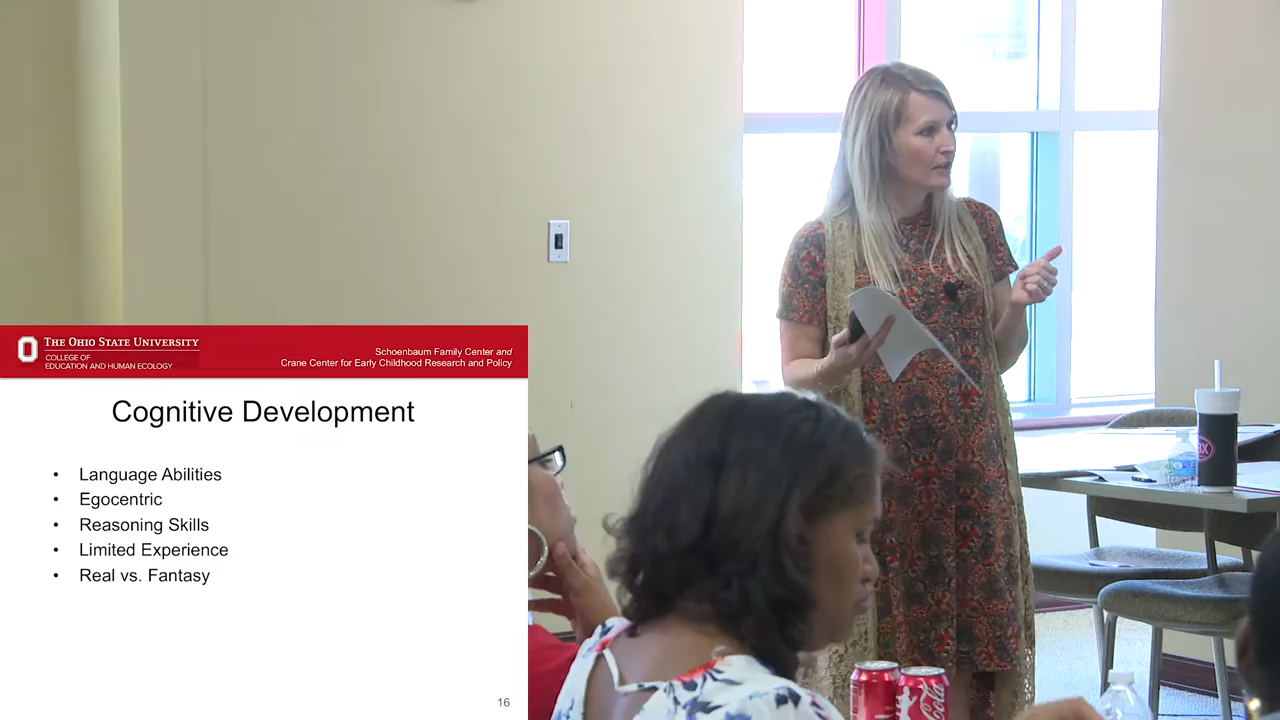 THE OHIO STATE UNIVERSITY
COLLEGE OF
EDUCATION AND HUMAN ECOLOGY
Schoenbaum Family Center and
Crane Center for Early Childhood Research and Policy
Cognitive Development
• Language Abilities
• Egocentric
• Reasoning Skills
• Limited Experience
• Real vs. Fantasy
16
Coca-Cola